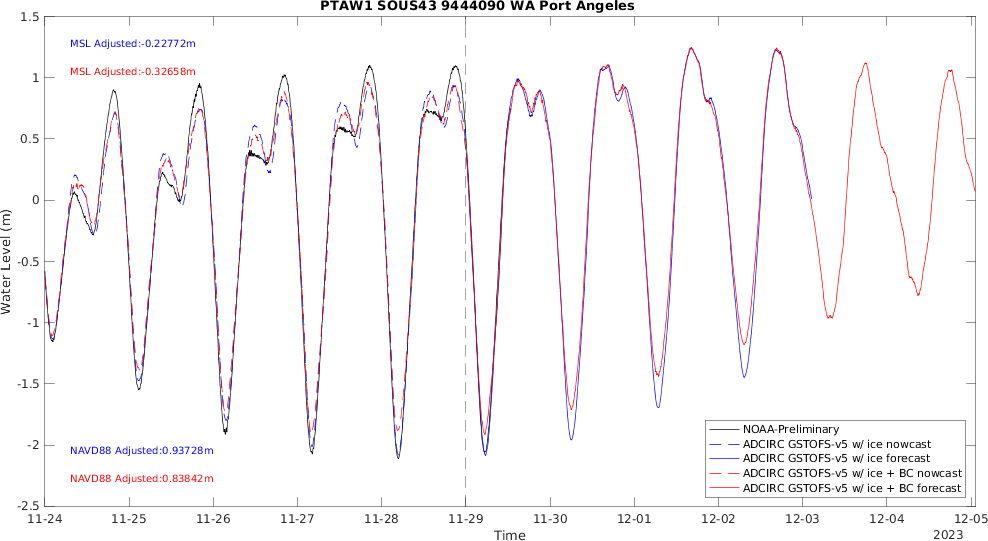 PTAW1 SOUS43 9444090 WA Port Angeles
MSL Adjusted:-0.22772m
MSL Adjusted:-0.32658m
NAVD88 Adjusted:0.93728m
NAVD88 Adjusted:0.83842m
Water Level (m)
1.5
1
0.5
0
-0.5
-1
-1.5
-2
-2.5
NOAA-Preliminary
ADCIRC GSTOFS-v5 w/ ice nowcast
ADCIRC GSTOFS-v5 w/ ice forecast
ADCIRC GSTOFS-v5 w/ ice + BC nowcast
ADCIRC GSTOFS-v5 w/ ice + BC forecast
11-24 11-25 11-26 11-27 11-28 11-29 11-30 12-01 12-02 12-03 12-04 12-05
Time
2023